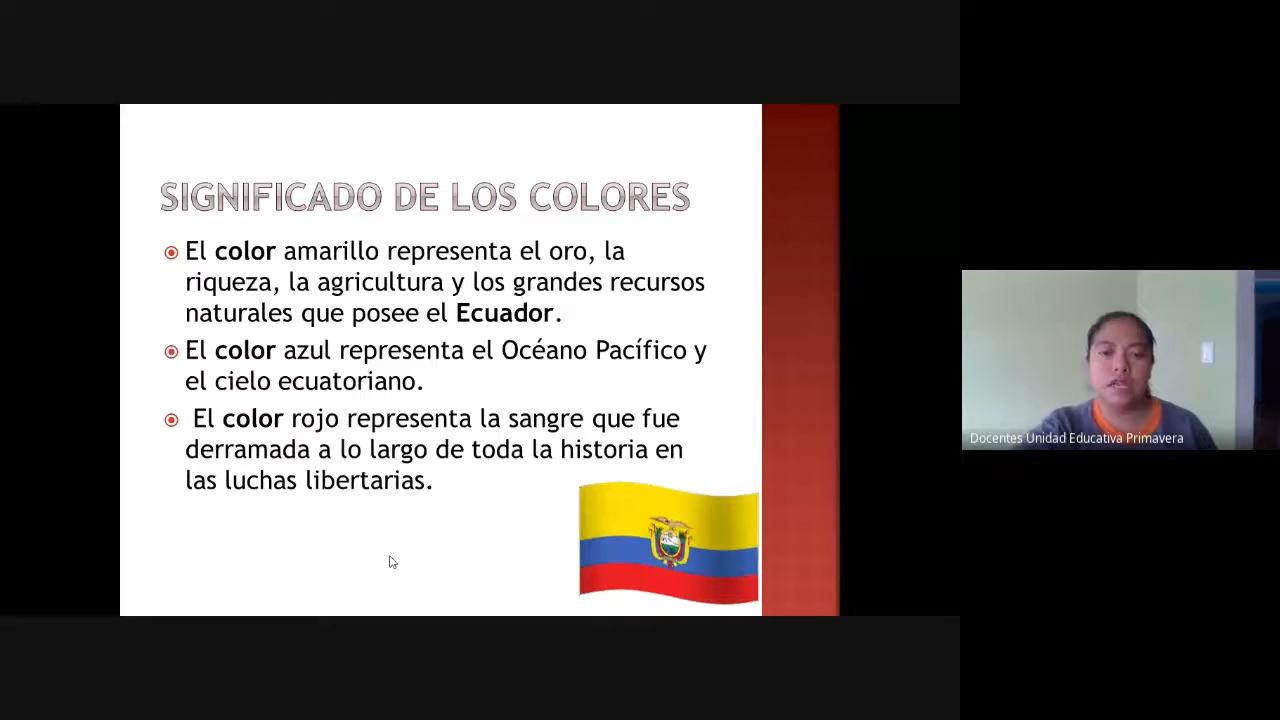 SIGNIFICADO DE LOS COLORES
El color amarillo representa el oro, la
riqueza, la agricultura y los grandes recursos
naturales que posee el Ecuador.
El color azul representa el Océano Pacífico y
el cielo ecuatoriano.
El color rojo representa la sangre que fue
derramada a lo largo de toda la historia en
las luchas libertarias.
Docentes Unidad Educativa Primavera